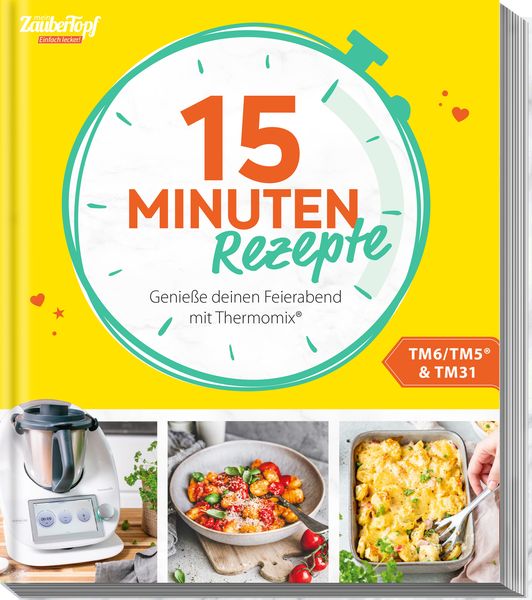 mein
ZauberTopf
Einfach lecker!
15
MINUTEN
Rezepte
Genieße deinen Feierabend
mit Thermomix®
TM6/TM5®
& TM31